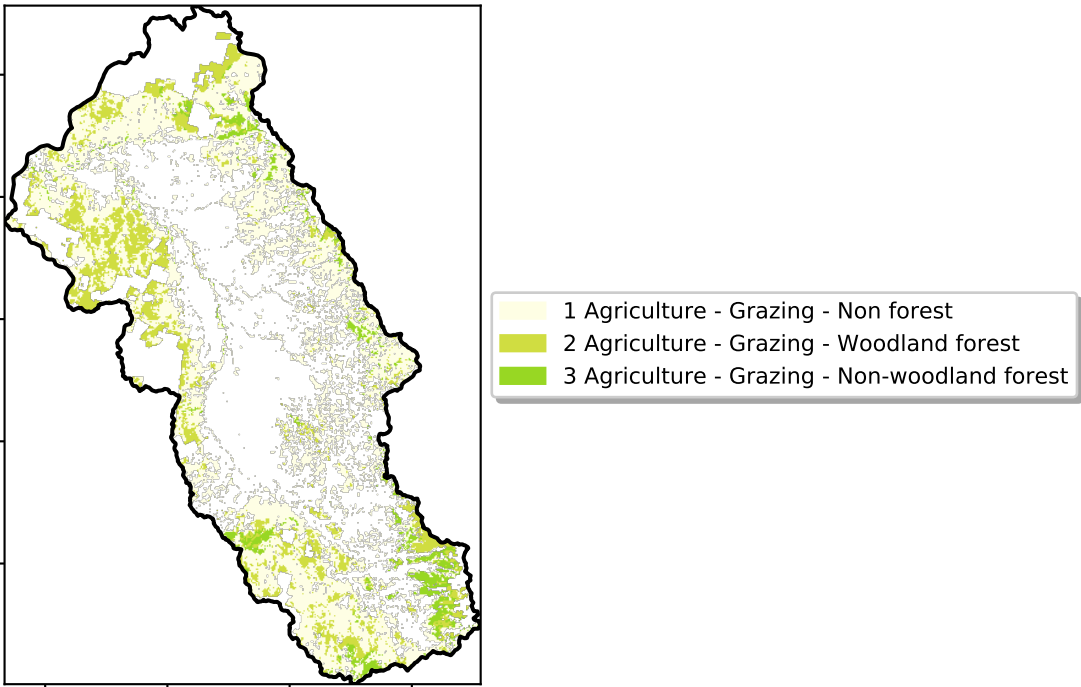 1 Agriculture - Grazing - Non forest
2 Agriculture - Grazing - Woodland forest
3 Agriculture - Grazing - Non-woodland forest